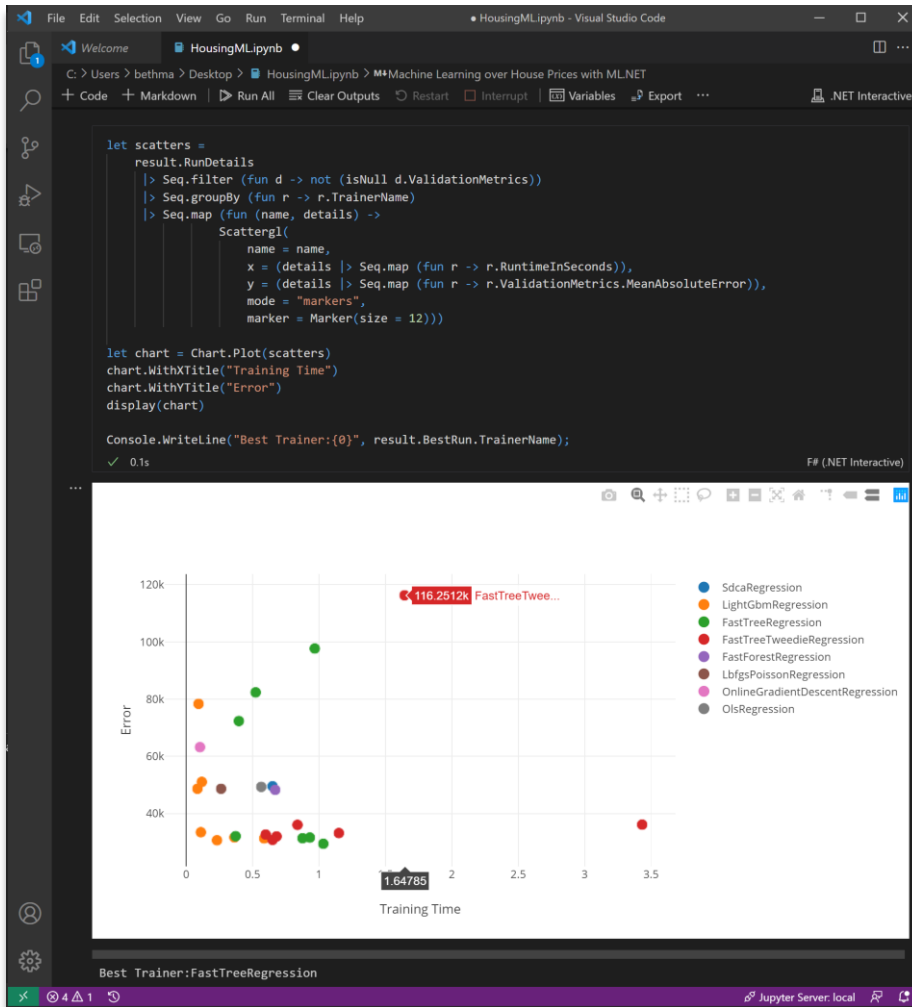 File Edit Selection View Go Run Terminal Help
● HousingML.ipynb - Visual Studio Code
Welcome
HousingML.ipynb ●
C: > Users > bethma > Desktop > HousingML.ipynb > M↓Machine Learning over House Prices with ML.NET
+ Code + Markdown | Run All Clear Outputs Restart Interrupt | Variables Export ... .NET Interactive
let scatters =
    result.RunDetails
     |> Seq.filter (fun d -> not (isNull d.ValidationMetrics))
     |> Seq.groupBy (fun r -> r.TrainerName)
     |> Seq.map (fun (name, details) ->
                Scattergl(
                    name = name,
                    x = (details |> Seq.map (fun r -> r.RuntimeInSeconds)),
                    y = (details |> Seq.map (fun r -> r.ValidationMetrics.MeanAbsoluteError)),
                    mode = "markers",
                    marker = Marker(size = 12)))
let chart = Chart.Plot(scatters)
chart.WithXTitle("Training Time")
chart.WithYTitle("Error")
display(chart)
Console.WriteLine("Best Trainer:{0}", result.BestRun.TrainerName);
✓ 0.1s
F# (.NET Interactive)
120k
100k
80k
60k
40k
Error
116.2512k FastTreeTwee...
SdcaRegression
LightGbmRegression
FastTreeRegression
FastTreeTweedieRegression
FastForestRegression
LbfgsPoissonRegression
OnlineGradientDescentRegression
OlsRegression
0 0.5 1 2 2.5 3 3.5
1.64785
Training Time
Best Trainer:FastTreeRegression
4 1
Jupyter Server: local
1